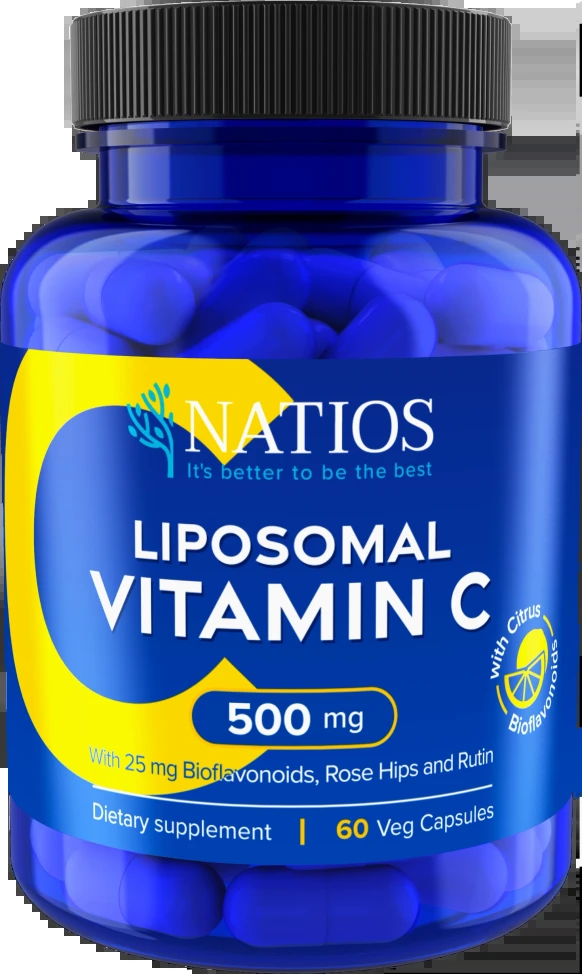 NATIOS
It's better to be the best
LIPOSOMAL
VITAMIN C
with Citrus
Bioflavonoids
500 mg
With 25 mg Bioflavonoids, Rose Hips and Rutin
Dietary supplement | 60 Veg Capsules